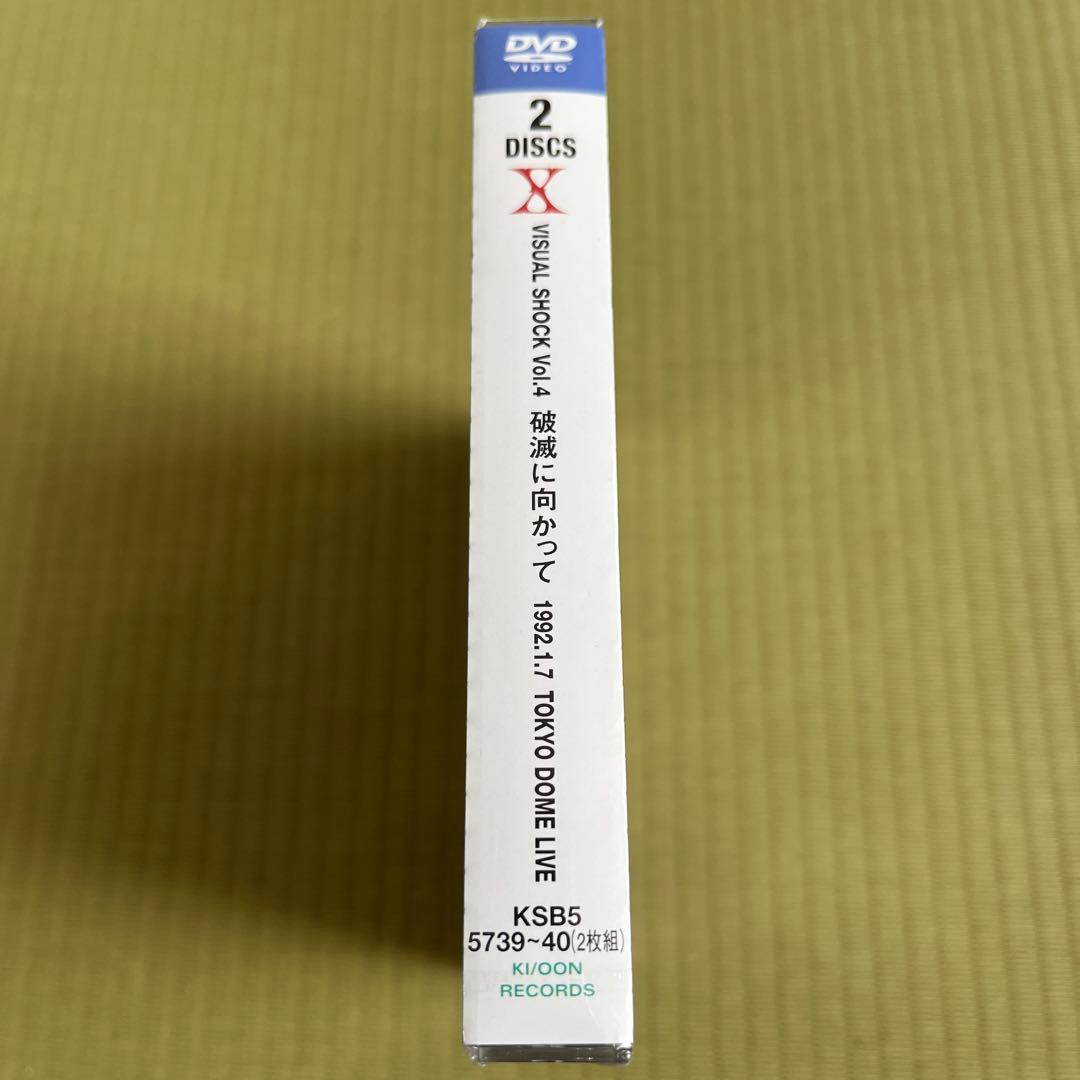 DVD
VIDEO
2
DISCS
X
VISUAL SHOCK Vol.4 破滅に向かって 1992.1.7 TOKYO DOME LIVE
KSB5
5739~40(2枚組)
KI/OON
RECORDS